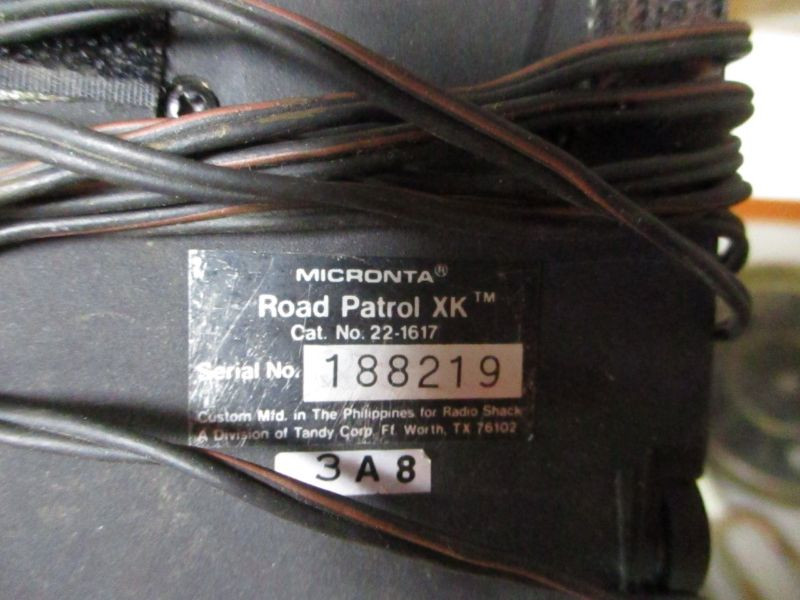 MICRONTA®
Road Patrol XK™
Cat. No. 22-1617
Serial No. 188219
Custom Mfd. in The Philippines for Radio Shack
A Division of Tandy Corp. Ft. Worth, TX 76102
3A8